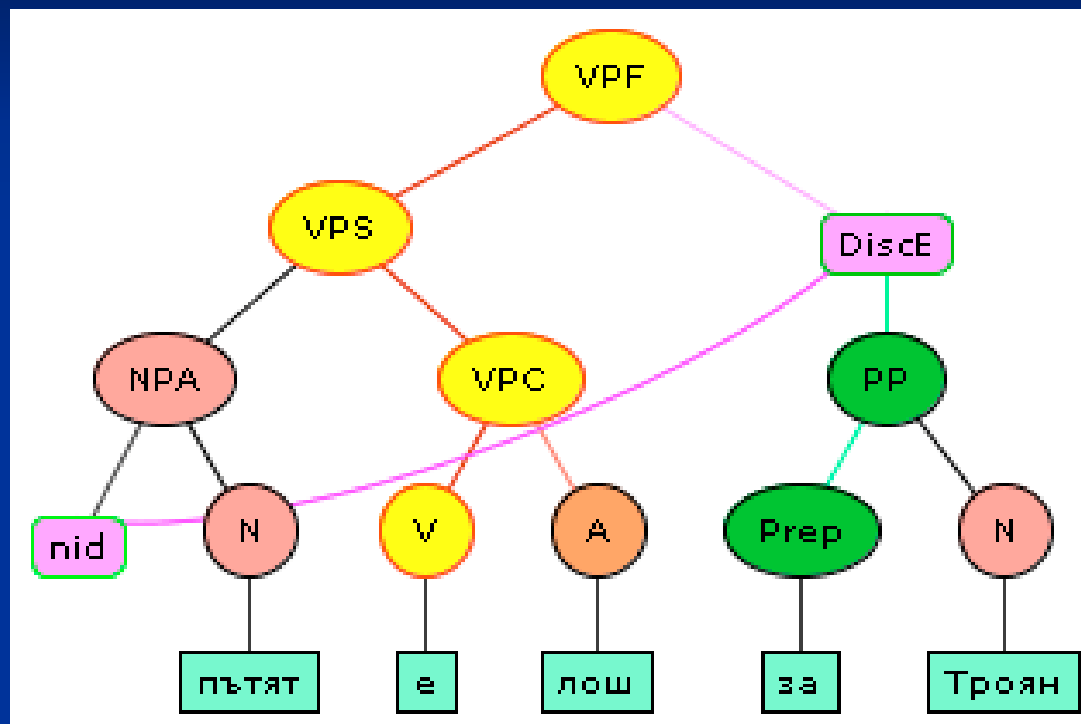 VPF
VPS
DiscE
NPA VPC PP
nid N V A Prep N
пътят е лош за Троян